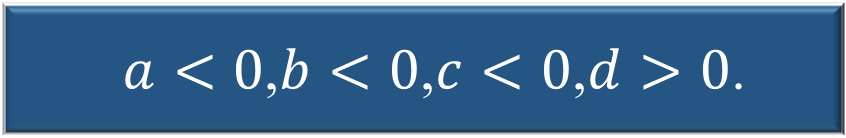 a < 0,b < 0,c < 0,d > 0.